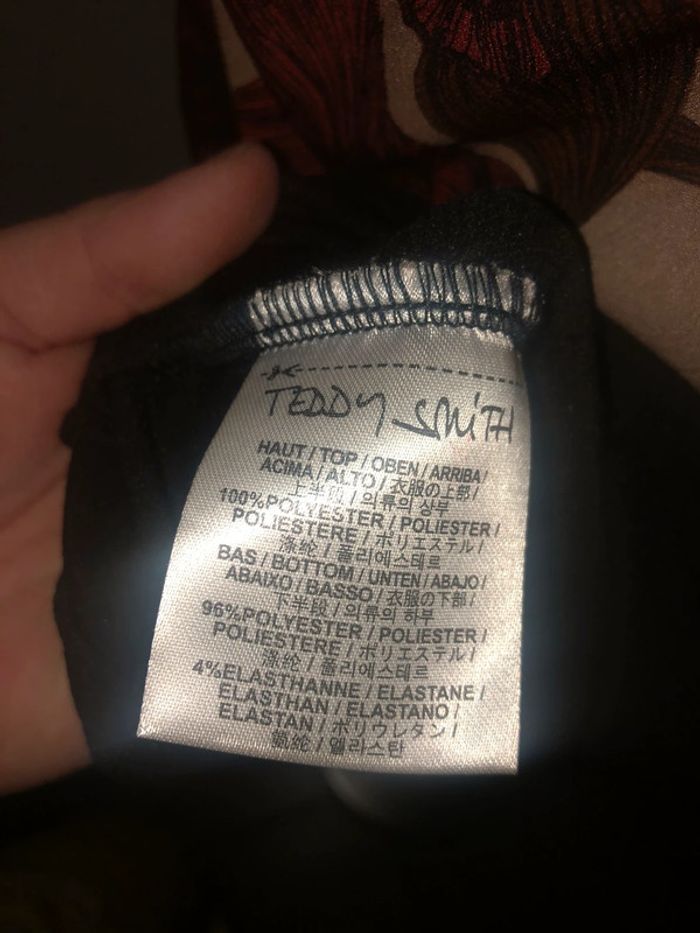 TEDDY SMiTH
HAUT / TOP / OBEN / ARRIBA /
ACIMA / ALTO / 衣服の上部 /
上半段 / 의류의 상부
100%POLYESTER / POLIESTER /
POLIESTERE / ポリエステル /
涤纶 / 폴리에스테르
BAS / BOTTOM / UNTEN / ABAJO /
ABAIXO / BASSO / 衣服の下部 /
下半段 / 의류의 하부
96%POLYESTER / POLIESTER /
POLIESTERE / ポリエステル /
涤纶 / 폴리에스테르
4%ELASTHANNE / ELASTANE /
ELASTHAN / ELASTANO /
ELASTAN / ポリウレタン /
氨纶 / 엘라스탄